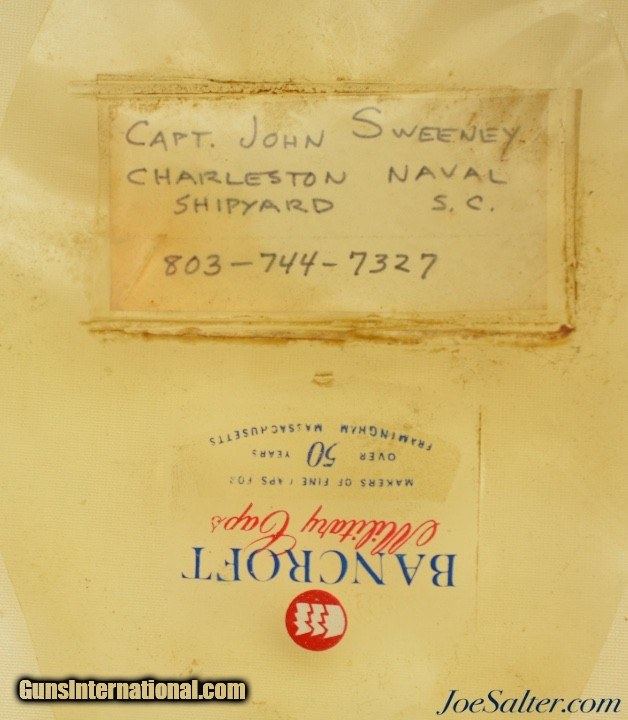 CAPT. JOHN SWEENEY
CHARLESTON NAVAL
SHIPYARD S.C.
803-744-7327
BANCROFT
Military Caps
MAKERS OF FINE CAPS FOR
OVER 50 YEARS
FRAMINGHAM MASSACHUSETTS
GunsInternational.com
JoeSalter.com